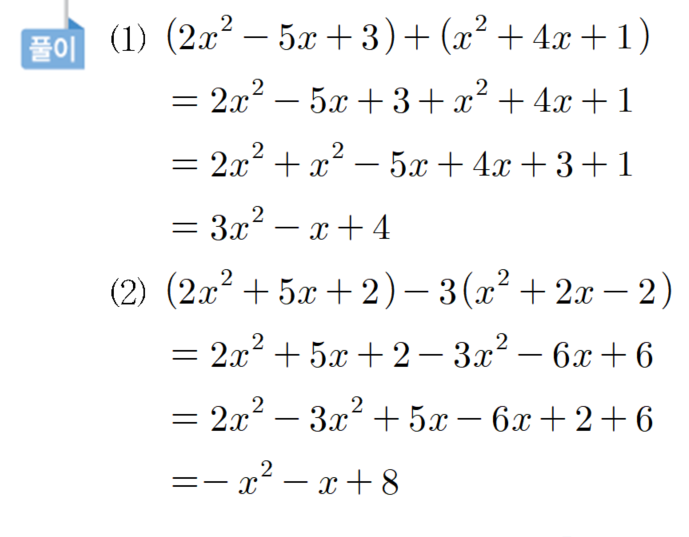 풀이
(1) (2x² − 5x + 3) + (x² + 4x + 1)
= 2x² − 5x + 3 + x² + 4x + 1
= 2x² + x² − 5x + 4x + 3 + 1
= 3x² − x + 4
(2) (2x² + 5x + 2) − 3(x² + 2x − 2)
= 2x² + 5x + 2 − 3x² − 6x + 6
= 2x² − 3x² + 5x − 6x + 2 + 6
= − x² − x + 8